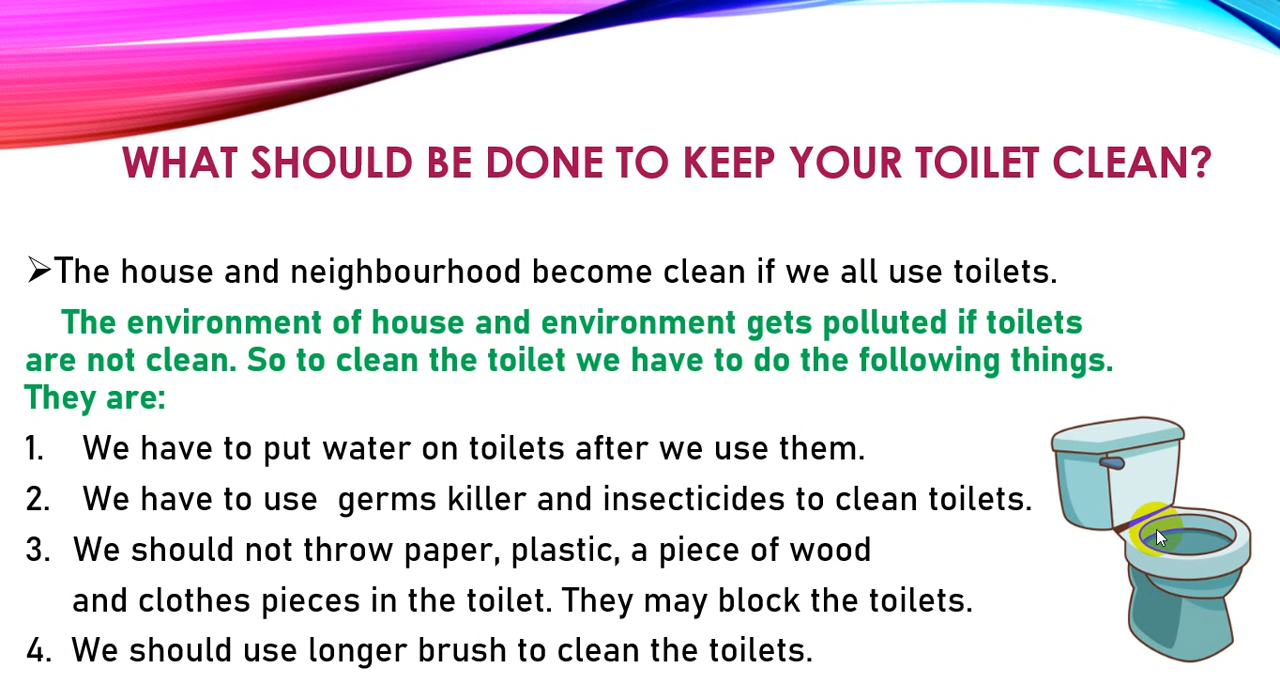 WHAT SHOULD BE DONE TO KEEP YOUR TOILET CLEAN?
➢The house and neighbourhood become clean if we all use toilets.
The environment of house and environment gets polluted if toilets
are not clean. So to clean the toilet we have to do the following things.
They are:
1. We have to put water on toilets after we use them.
2. We have to use germs killer and insecticides to clean toilets.
3. We should not throw paper, plastic, a piece of wood
and clothes pieces in the toilet. They may block the toilets.
4. We should use longer brush to clean the toilets.